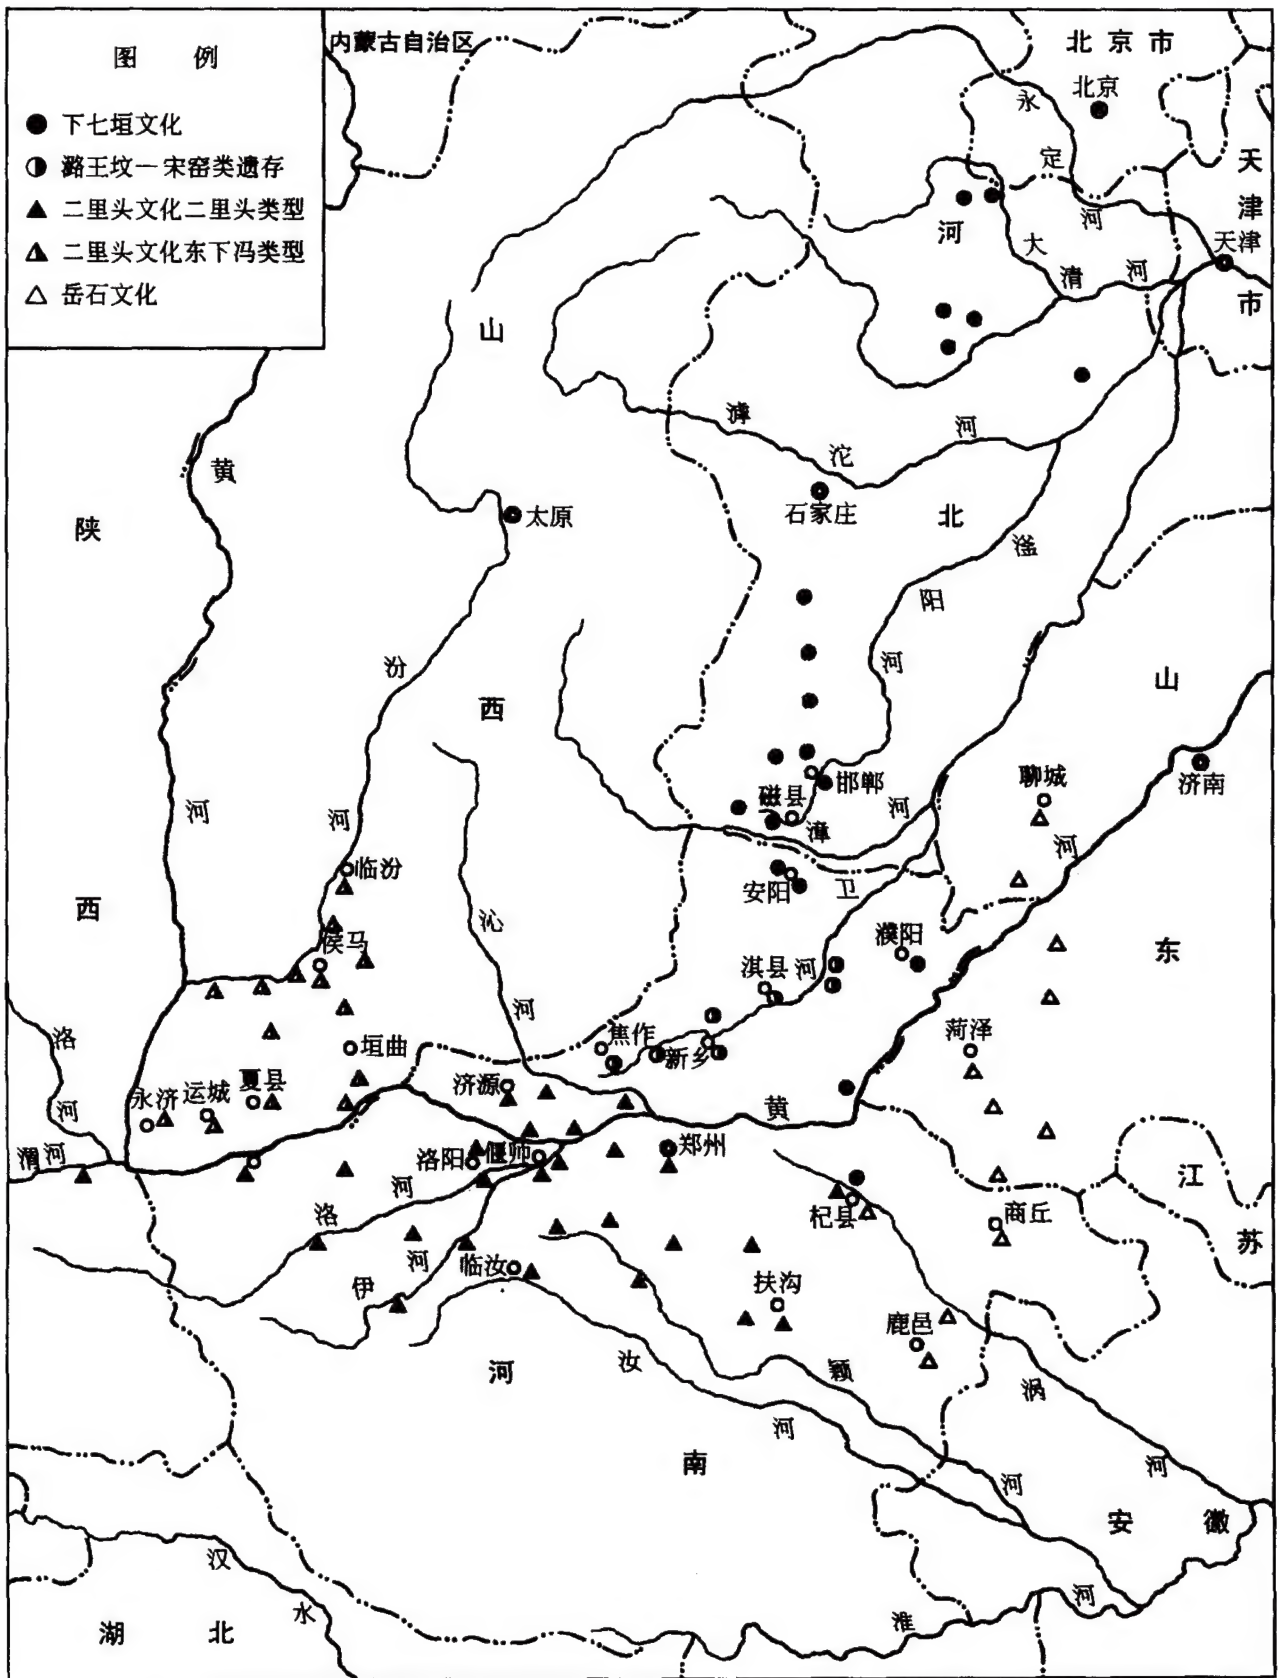 图 例
下七垣文化
潞王坟—宋窑类遗存
二里头文化二里头类型
二里头文化东下冯类型
岳石文化
内蒙古自治区
北京市
北京
永
定
河
天
津
市
天津
河
大
清
河
山
滹
沱
河
黄
陕
太原
石家庄
北
滏
阳
河
汾
西
山
河
河
聊城
济南
磁县
邯郸
河
漳
河
临汾
安阳
卫
西
沁
濮阳
侯马
淇县
河
东
河
洛
焦作
菏泽
垣曲
新乡
河
夏县
济源
永济
运城
黄
渭
河
洛阳
偃师
郑州
江
河
洛
杞县
商丘
苏
河
临汝
伊
扶沟
鹿邑
河
汝
颍
涡
河
南
河
河
安
徽
汉
水
湖
北
淮
河